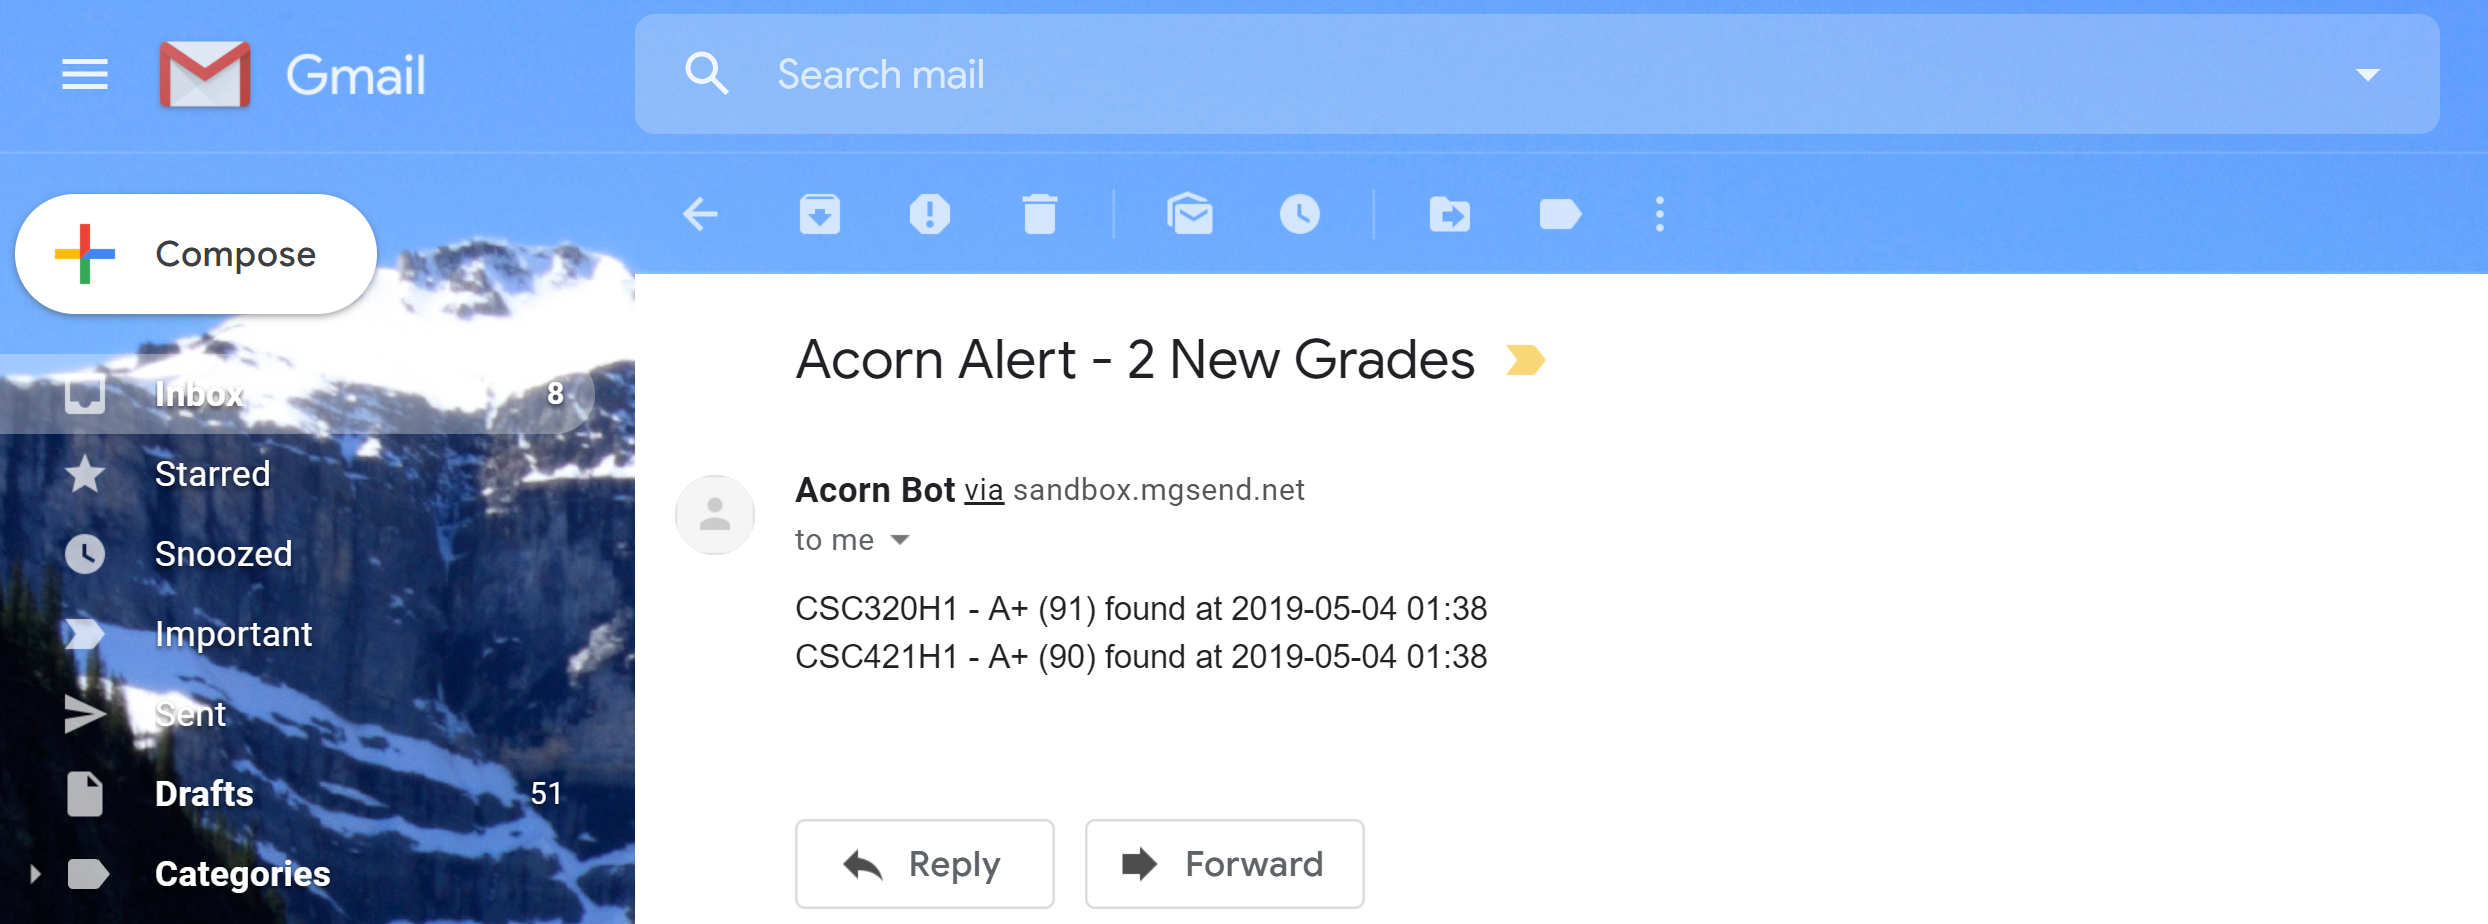 Gmail
Search mail
Compose
Inbox 8
Starred
Snoozed
Important
Sent
Drafts 51
Categories
Acorn Alert - 2 New Grades
Acorn Bot via sandbox.mgsend.net
to me
CSC320H1 - A+ (91) found at 2019-05-04 01:38
CSC421H1 - A+ (90) found at 2019-05-04 01:38
Reply
Forward